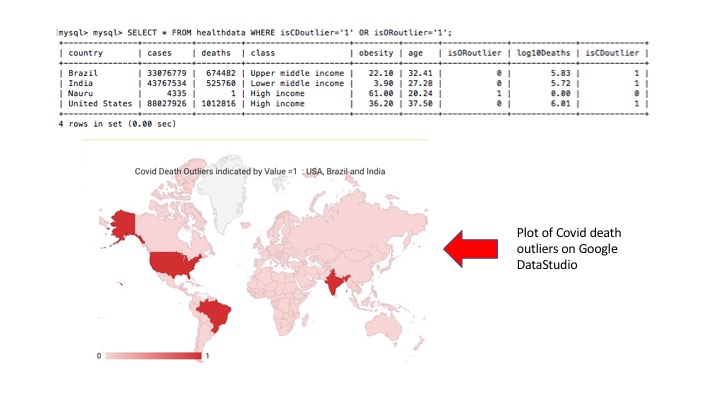 mysql> mysql> SELECT * FROM healthdata WHERE isCDoutlier='1' OR isORoutlier='1';
+---------------+----------+---------+---------------------+---------+-------+-------------+-------------+-------------+
| country | cases | deaths | class | obesity | age | isORoutlier | log10Deaths | isCDoutlier |
+---------------+----------+---------+---------------------+---------+-------+-------------+-------------+-------------+
| Brazil | 33076779 | 674482 | Upper middle income | 22.10 | 32.41 | 0 | 5.83 | 1 |
| India | 43767534 | 525760 | Lower middle income | 3.90 | 27.28 | 0 | 5.72 | 1 |
| Nauru | 4335 | 1 | High income | 61.00 | 20.24 | 1 | 0.00 | 0 |
| United States | 88027926 | 1012816 | High income | 36.20 | 37.50 | 0 | 6.01 | 1 |
+---------------+----------+---------+---------------------+---------+-------+-------------+-------------+-------------+
4 rows in set (0.00 sec)
Covid Death Outliers indicated by Value =1 : USA, Brazil and India
Plot of Covid death
outliers on Google
DataStudio
0 1